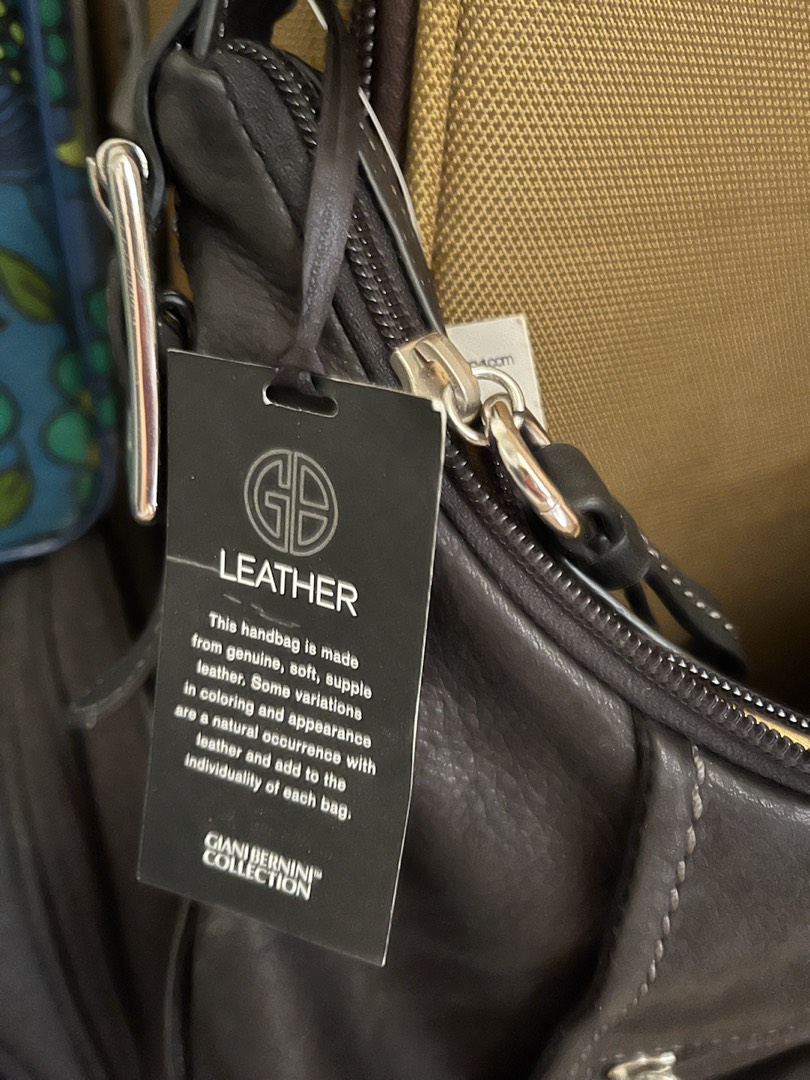 GB
LEATHER
This handbag is made
from genuine, soft, supple
leather. Some variations
in coloring and appearance
are a natural occurrence with
leather and add to the
individuality of each bag.
GIANI BERNINI™
COLLECTION